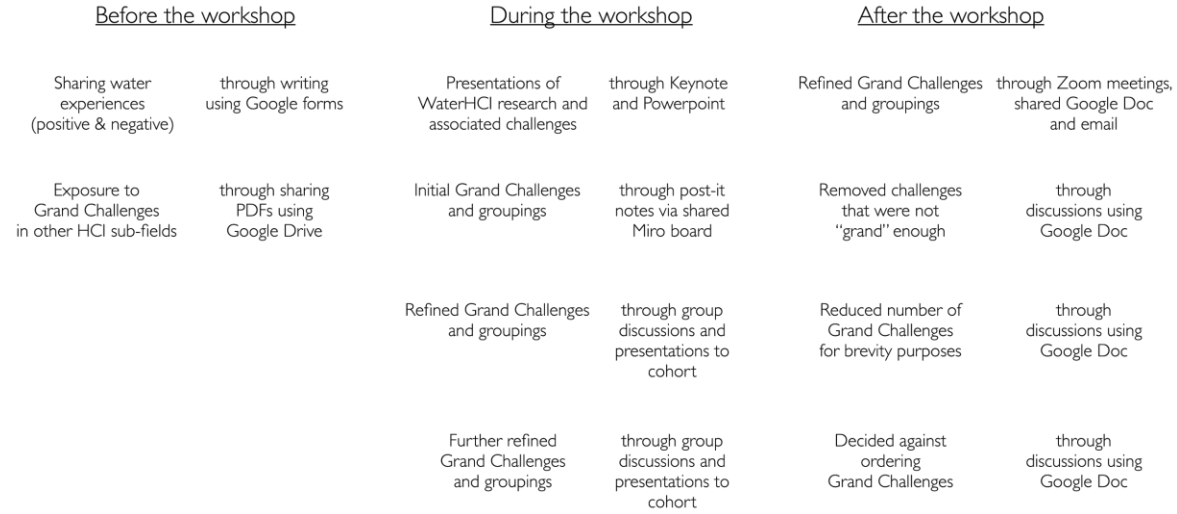 Before the workshop
Sharing water
experiences
(positive & negative)
through writing
using Google forms
Exposure to
Grand Challenges
in other HCI sub-fields
through sharing
PDFs using
Google Drive
During the workshop
Presentations of
WaterHCI research and
associated challenges
through Keynote
and Powerpoint
Initial Grand Challenges
and groupings
through post-it
notes via shared
Miro board
Refined Grand Challenges
and groupings
through group
discussions and
presentations to
cohort
Further refined
Grand Challenges
and groupings
through group
discussions and
presentations to
cohort
After the workshop
Refined Grand Challenges
and groupings
through Zoom meetings,
shared Google Doc
and email
Removed challenges
that were not
“grand” enough
through
discussions using
Google Doc
Reduced number of
Grand Challenges
for brevity purposes
through
discussions using
Google Doc
Decided against
ordering
Grand Challenges
through
discussions using
Google Doc